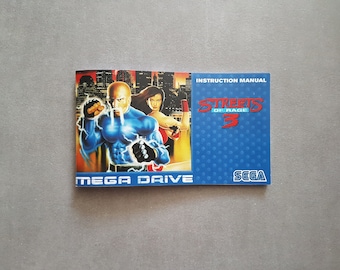 INSTRUCTION MANUAL
STREETS
OF RAGE
3
MEGA DRIVE
SEGA